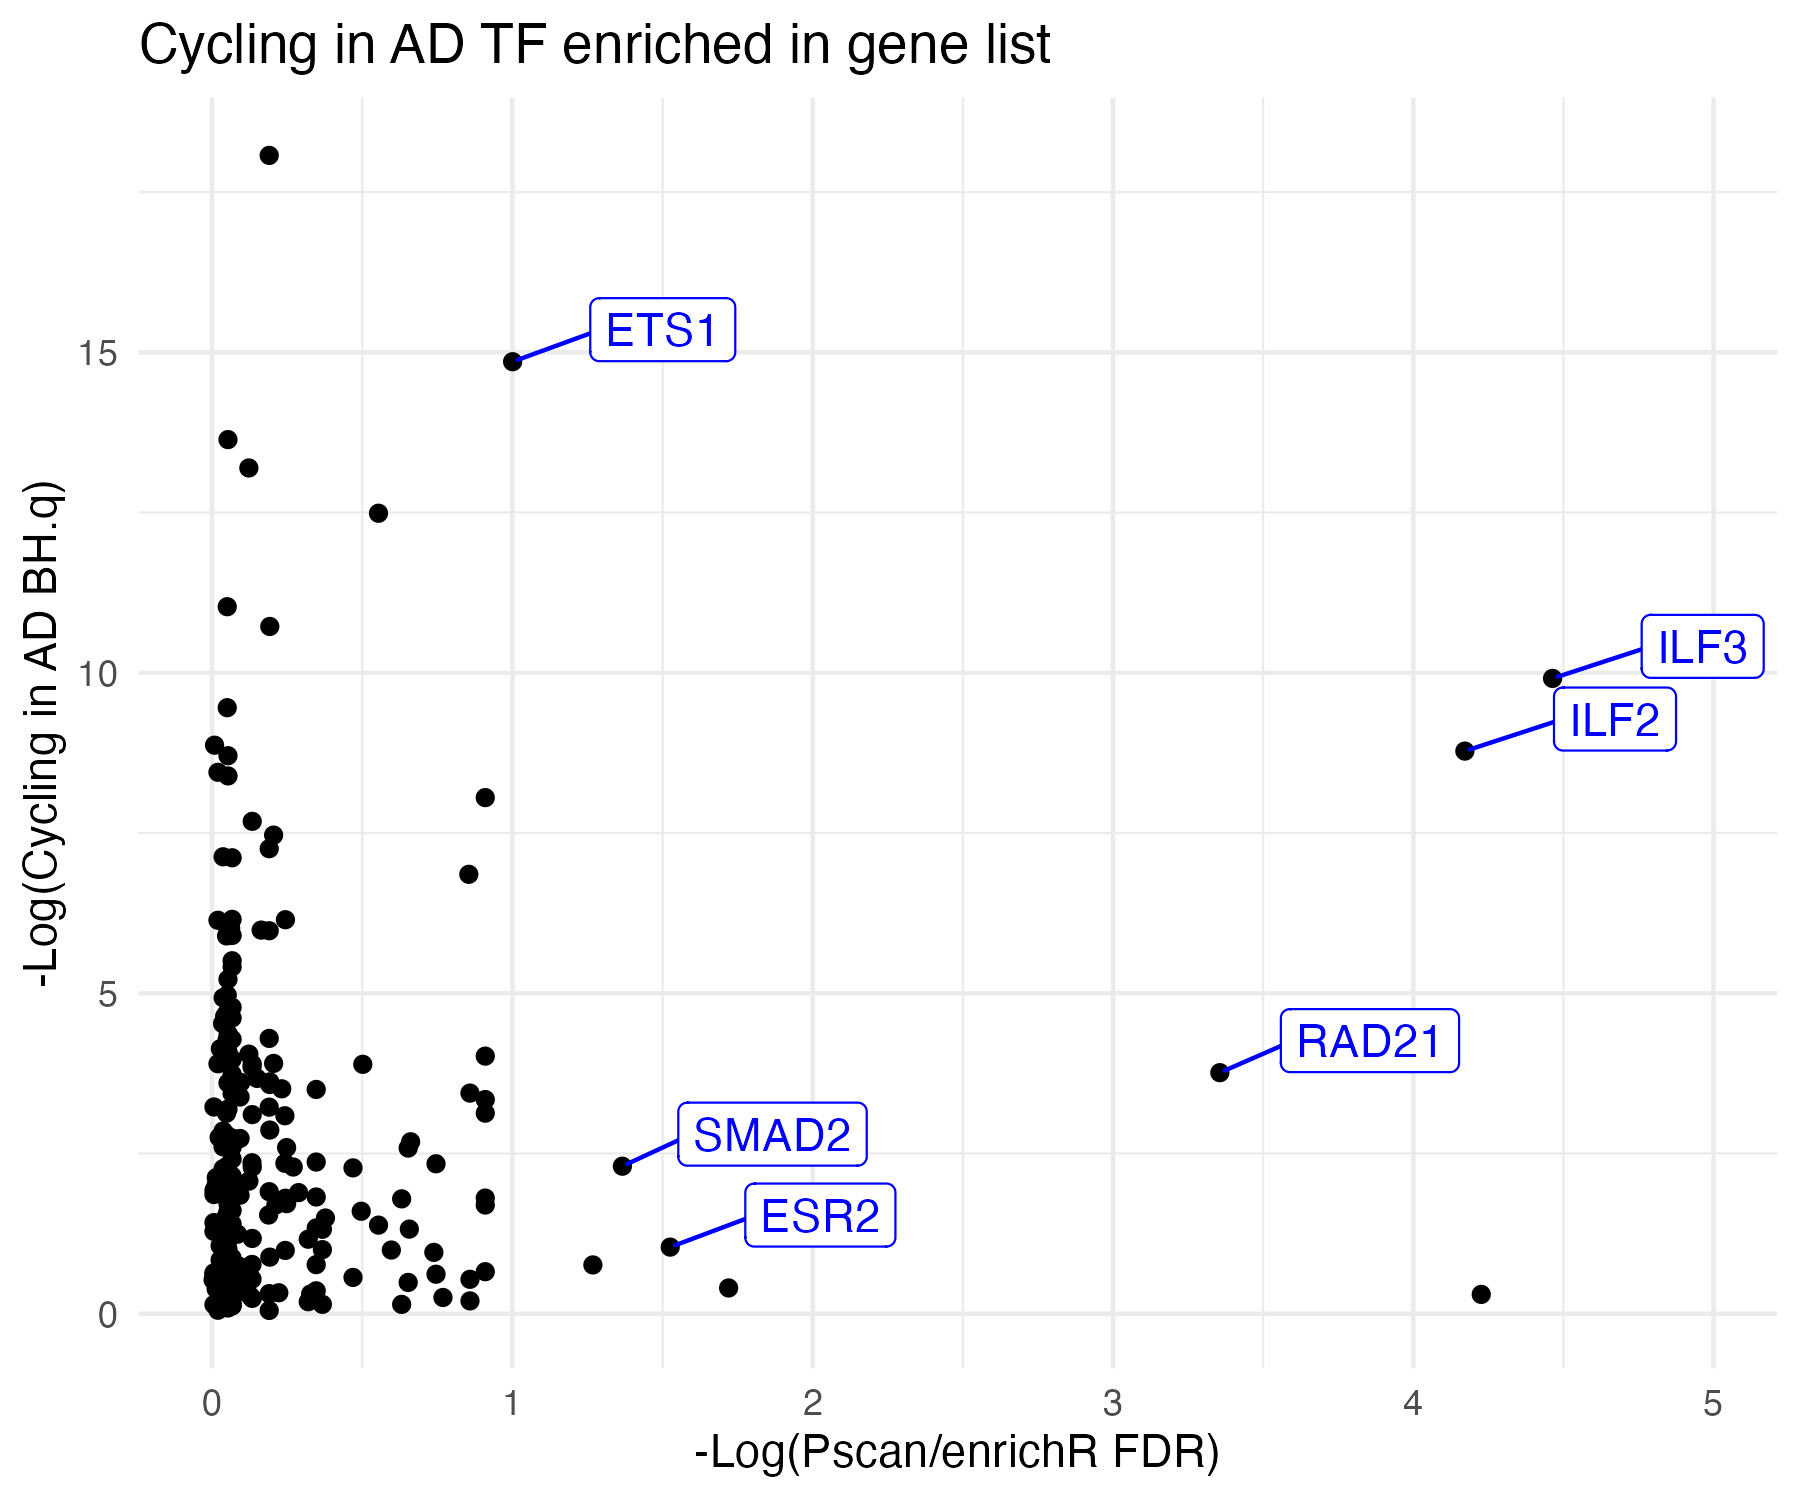 Cycling in AD TF enriched in gene list
-Log(Cycling in AD BH.q)
15
10
5
0
ETS1
ILF3
ILF2
RAD21
SMAD2
ESR2
0 1 2 3 4 5
-Log(Pscan/enrichR FDR)